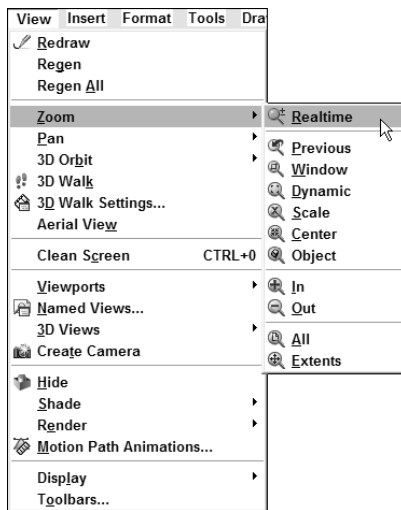 View Insert Format Tools Dra
Redraw
Regen
Regen All
Zoom
Pan
3D Orbit
3D Walk
3D Walk Settings...
Aerial View
Clean Screen CTRL+0
Viewports
Named Views...
3D Views
Create Camera
Hide
Shade
Render
Motion Path Animations...
Display
Toolbars...
Realtime
Previous
Window
Dynamic
Scale
Center
Object
In
Out
All
Extents